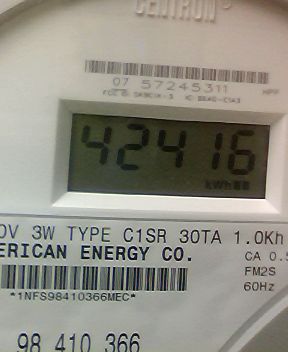 CENTRON
07 57245311
42416
kWh
0V 3W TYPE C1SR 30TA 1.0Kh
ERICAN ENERGY CO.
CA 0.5
*1NFS98410366MEC*
FM2S
60Hz
98 410 366